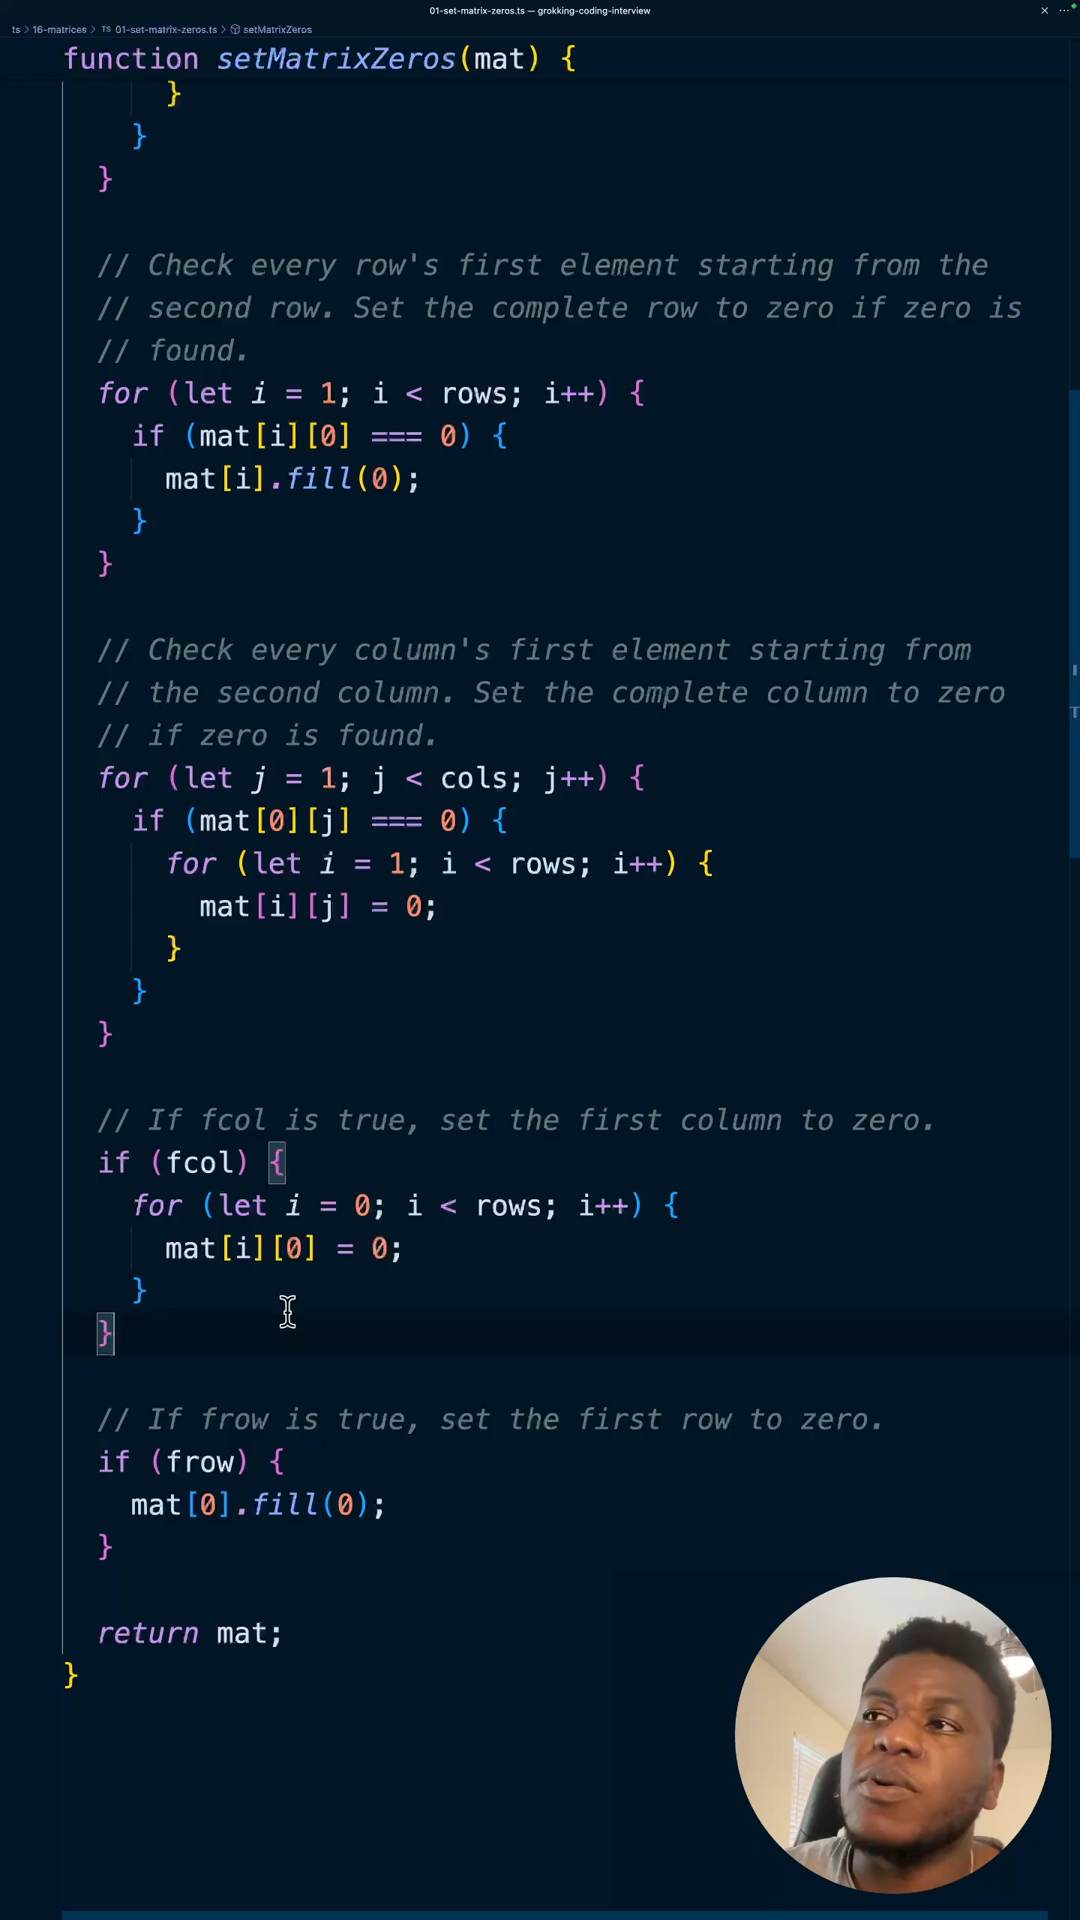 01-set-matrix-zeros.ts — grokking-coding-interview
ts > 16-matrices > TS 01-set-matrix-zeros.ts > setMatrixZeros
function setMatrixZeros(mat) {
}
}
}
// Check every row's first element starting from the
// second row. Set the complete row to zero if zero is
// found.
for (let i = 1; i < rows; i++) {
if (mat[i][0] === 0) {
mat[i].fill(0);
}
}
// Check every column's first element starting from
// the second column. Set the complete column to zero
// if zero is found.
for (let j = 1; j < cols; j++) {
if (mat[0][j] === 0) {
for (let i = 1; i < rows; i++) {
mat[i][j] = 0;
}
}
}
// If fcol is true, set the first column to zero.
if (fcol) {
for (let i = 0; i < rows; i++) {
mat[i][0] = 0;
}
}
// If frow is true, set the first row to zero.
if (frow) {
mat[0].fill(0);
}
return mat;
}